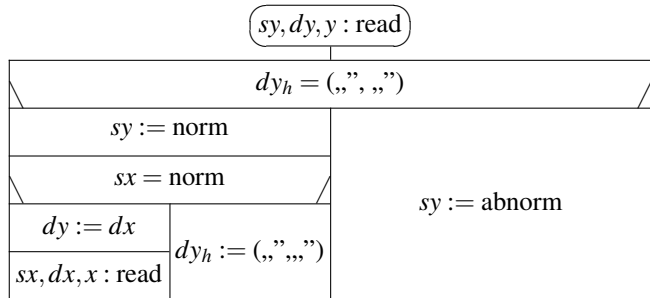 sy, dy, y : read
dy_h = („”, „”)
sy := norm
sx = norm
sy := abnorm
dy := dx
dy_h := („”,„”)
sx, dx, x : read